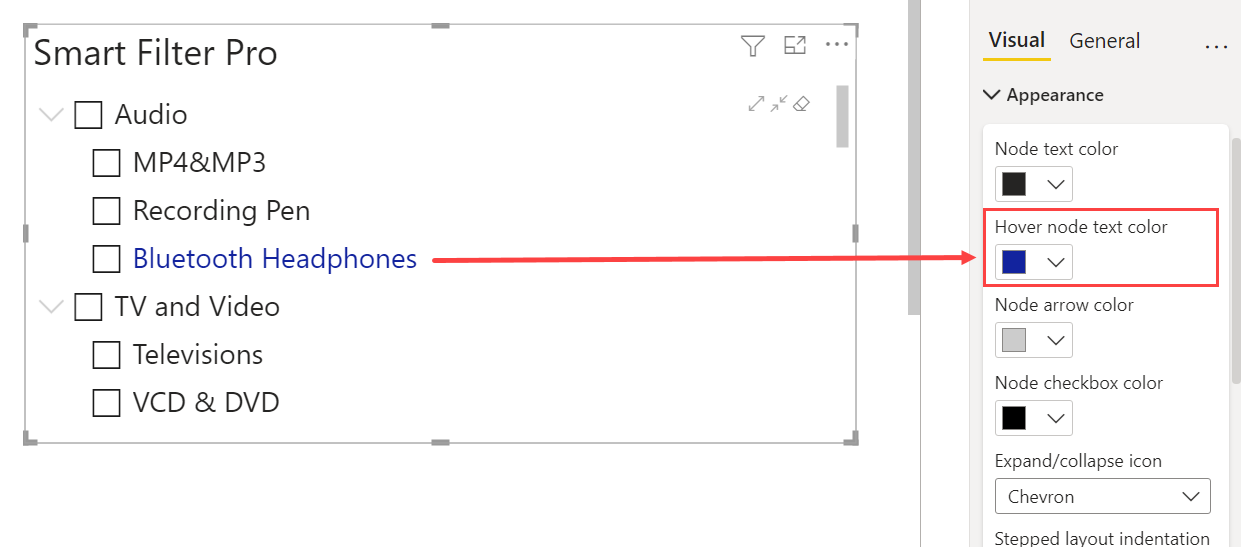 Smart Filter Pro
Audio
MP4&MP3
Recording Pen
Bluetooth Headphones
TV and Video
Televisions
VCD & DVD
Visual General
Appearance
Node text color
Hover node text color
Node arrow color
Node checkbox color
Expand/collapse icon
Chevron
Stepped layout indentation